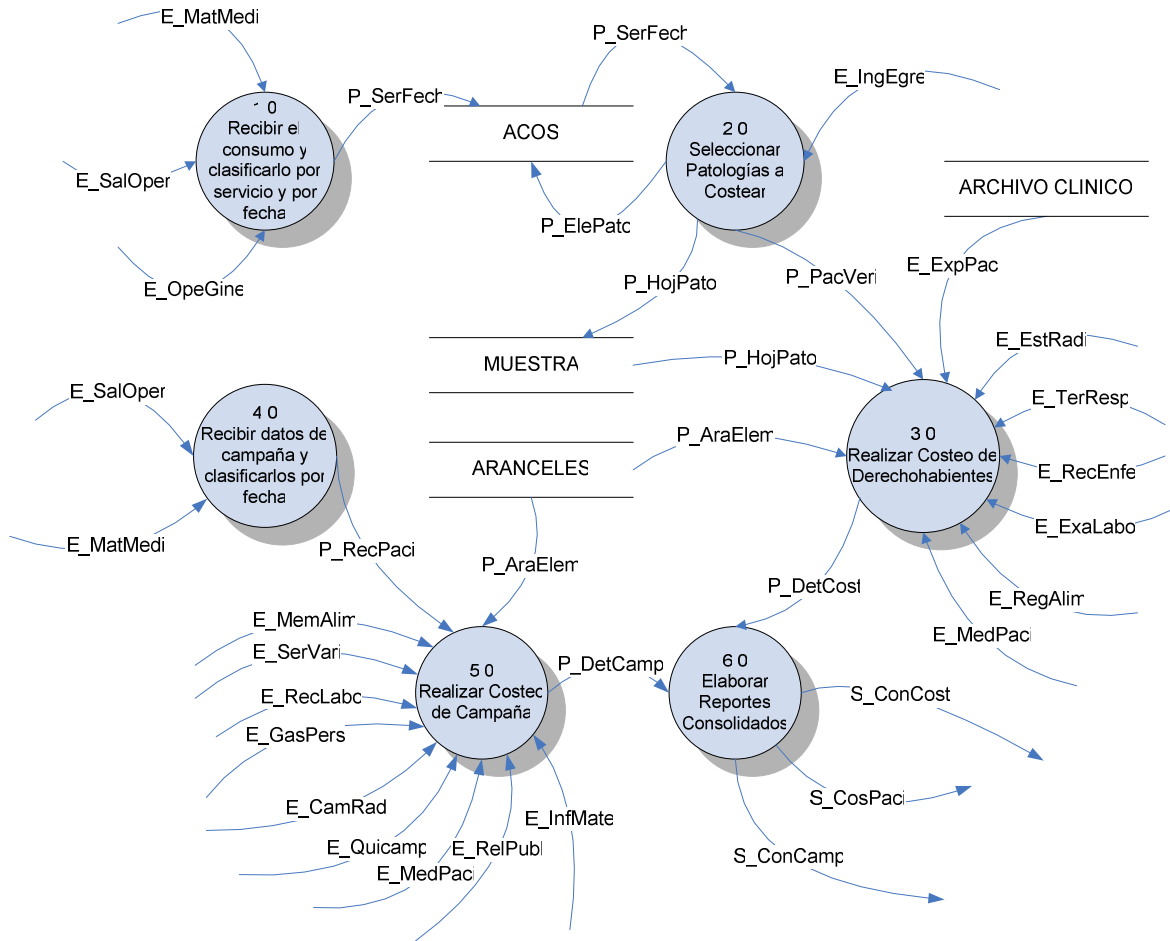 E_MatMedi
P_SerFech
E_IngEgre
P_SerFech
1 0
Recibir el
consumo y
clasificarlo por
servicio y por
fecha
ACOS
2 0
Seleccionar
Patologías a
Costear
E_SalOper
ARCHIVO CLINICO
P_ElePato
E_OpeGine
P_HojPato
P_PacVeri
E_ExpPac
E_EstRadi
MUESTRA
P_HojPato
E_SalOper
E_TerResp
4 0
Recibir datos de
campaña y
clasificarlos por
fecha
P_AraElem
3 0
Realizar Costeo de
Derechohabientes
ARANCELES
E_RecEnfe
E_ExaLabo
E_MatMedi
P_RecPaci
P_AraElem
P_DetCost
E_RegAlim
E_MedPaci
E_MemAlim
E_SerVari
5 0
Realizar Costeo
de Campaña
P_DetCamp
6 0
Elaborar
Reportes
Consolidados
E_RecLabo
S_ConCost
E_GasPers
E_CamRad
E_InfMate
S_CosPaci
E_Quicamp
E_RelPubl
E_MedPaci
S_ConCamp